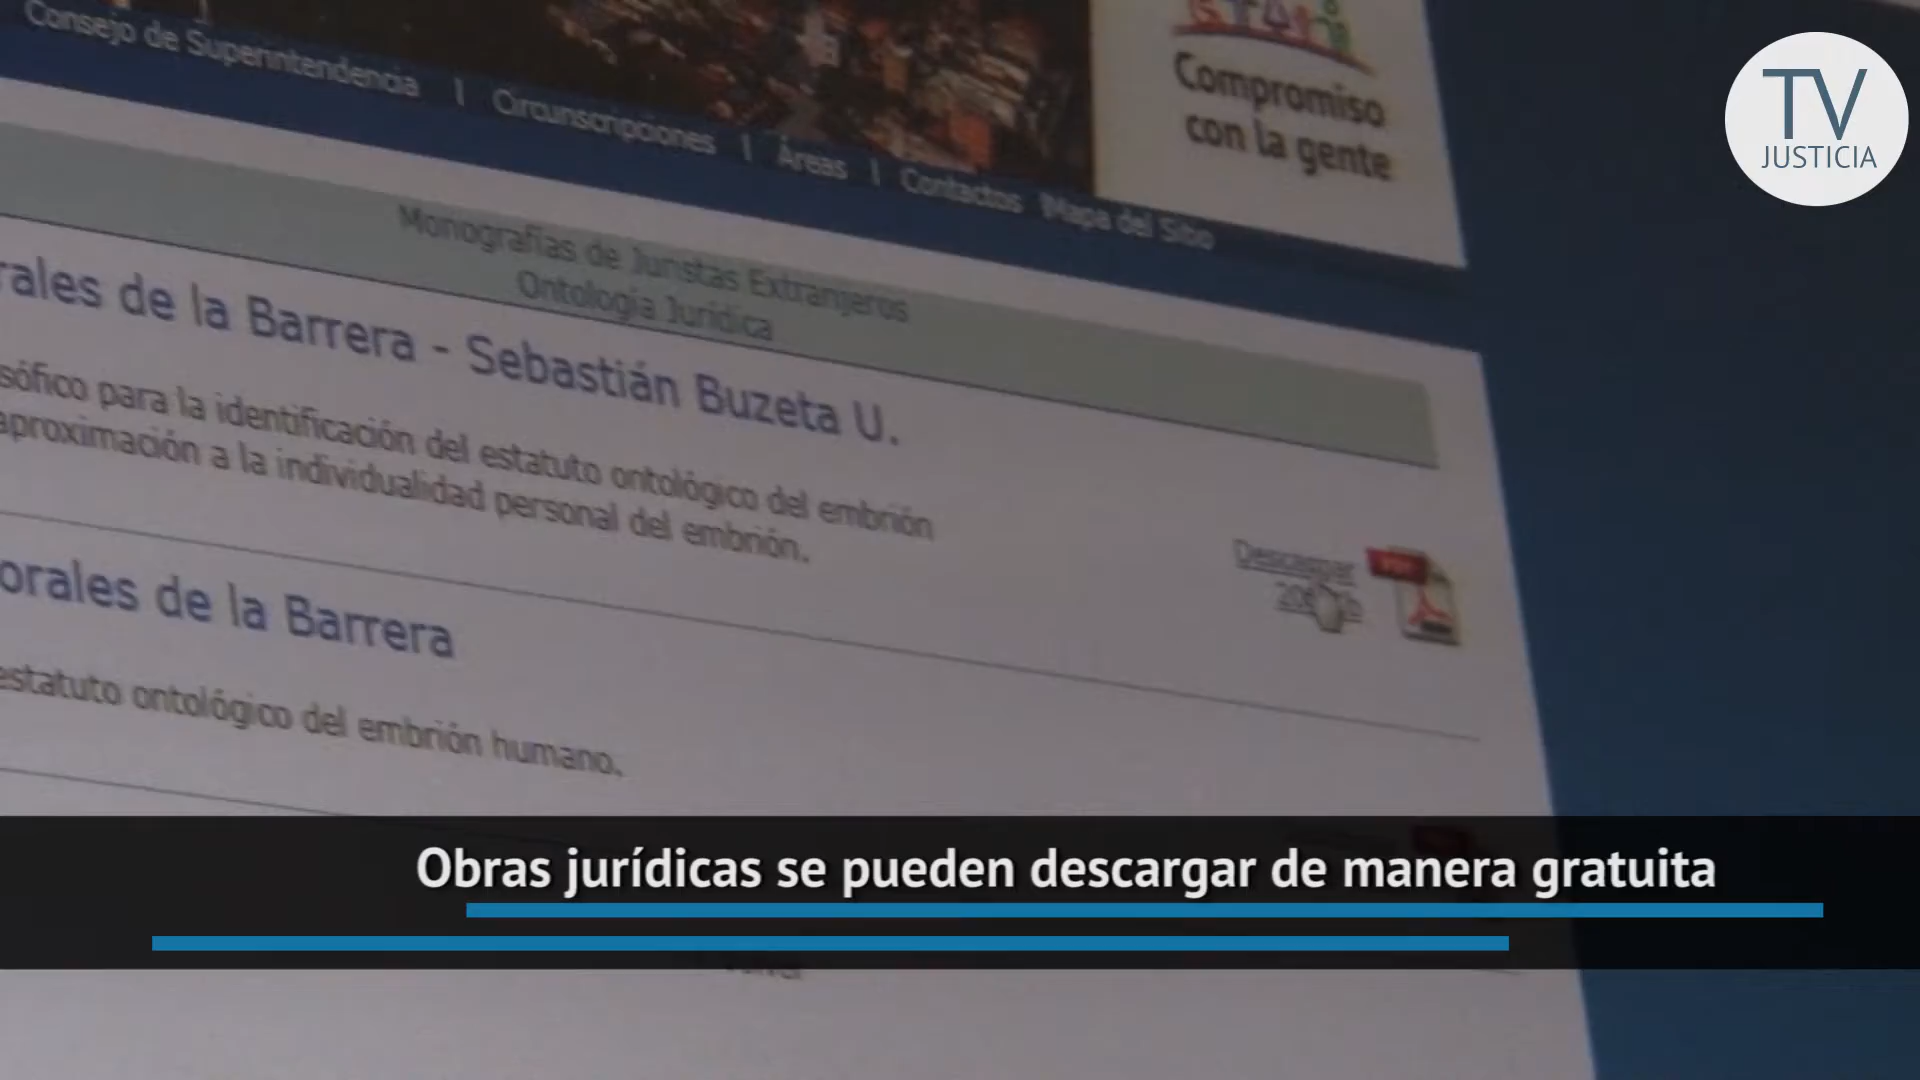 TV
JUSTICIA
Compromiso
con la gente
Consejo de Superintendencia | Circunscripciones | Áreas | Contactos Mapa del Sitio
Monografías de Juristas Extranjeros
Ontología Jurídica
rales de la Barrera - Sebastián Buzeta U.
sófico para la identificación del estatuto ontológico del embrión
aproximación a la individualidad personal del embrión.
Descargar
PDF
orales de la Barrera
estatuto ontológico del embrión humano.
Obras jurídicas se pueden descargar de manera gratuita